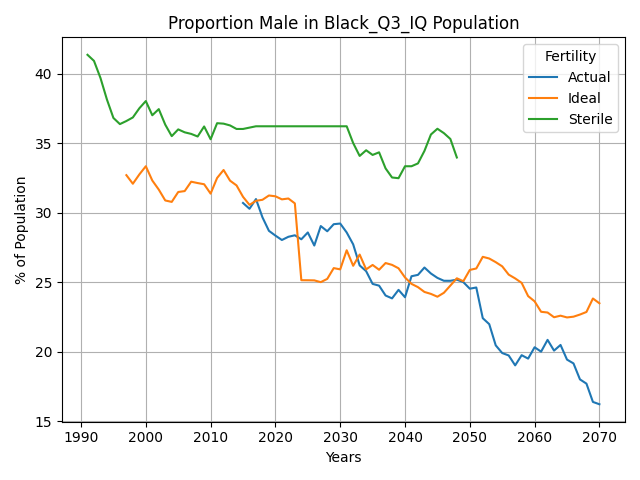 Proportion Male in Black_Q3_IQ Population
Fertility
Actual
Ideal
Sterile
% of Population
40
35
30
25
20
15
1990 2000 2010 2020 2030 2040 2050 2060 2070
Years